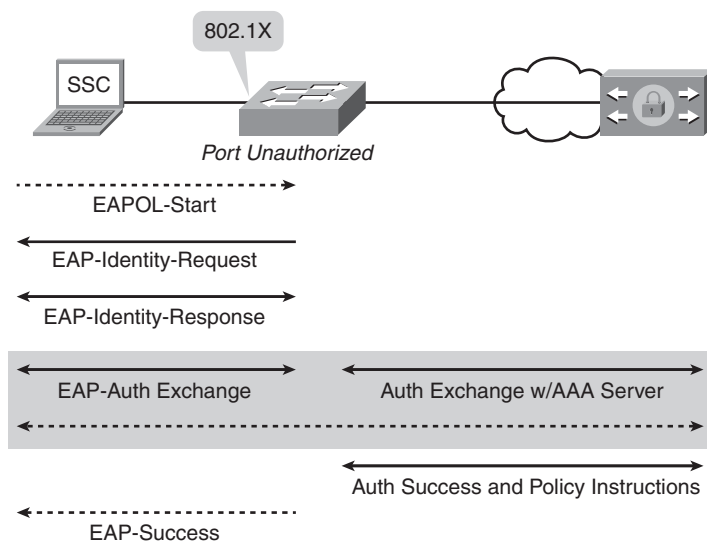 802.1X
SSC
Port Unauthorized
EAPOL-Start
EAP-Identity-Request
EAP-Identity-Response
EAP-Auth Exchange
Auth Exchange w/AAA Server
Auth Success and Policy Instructions
EAP-Success